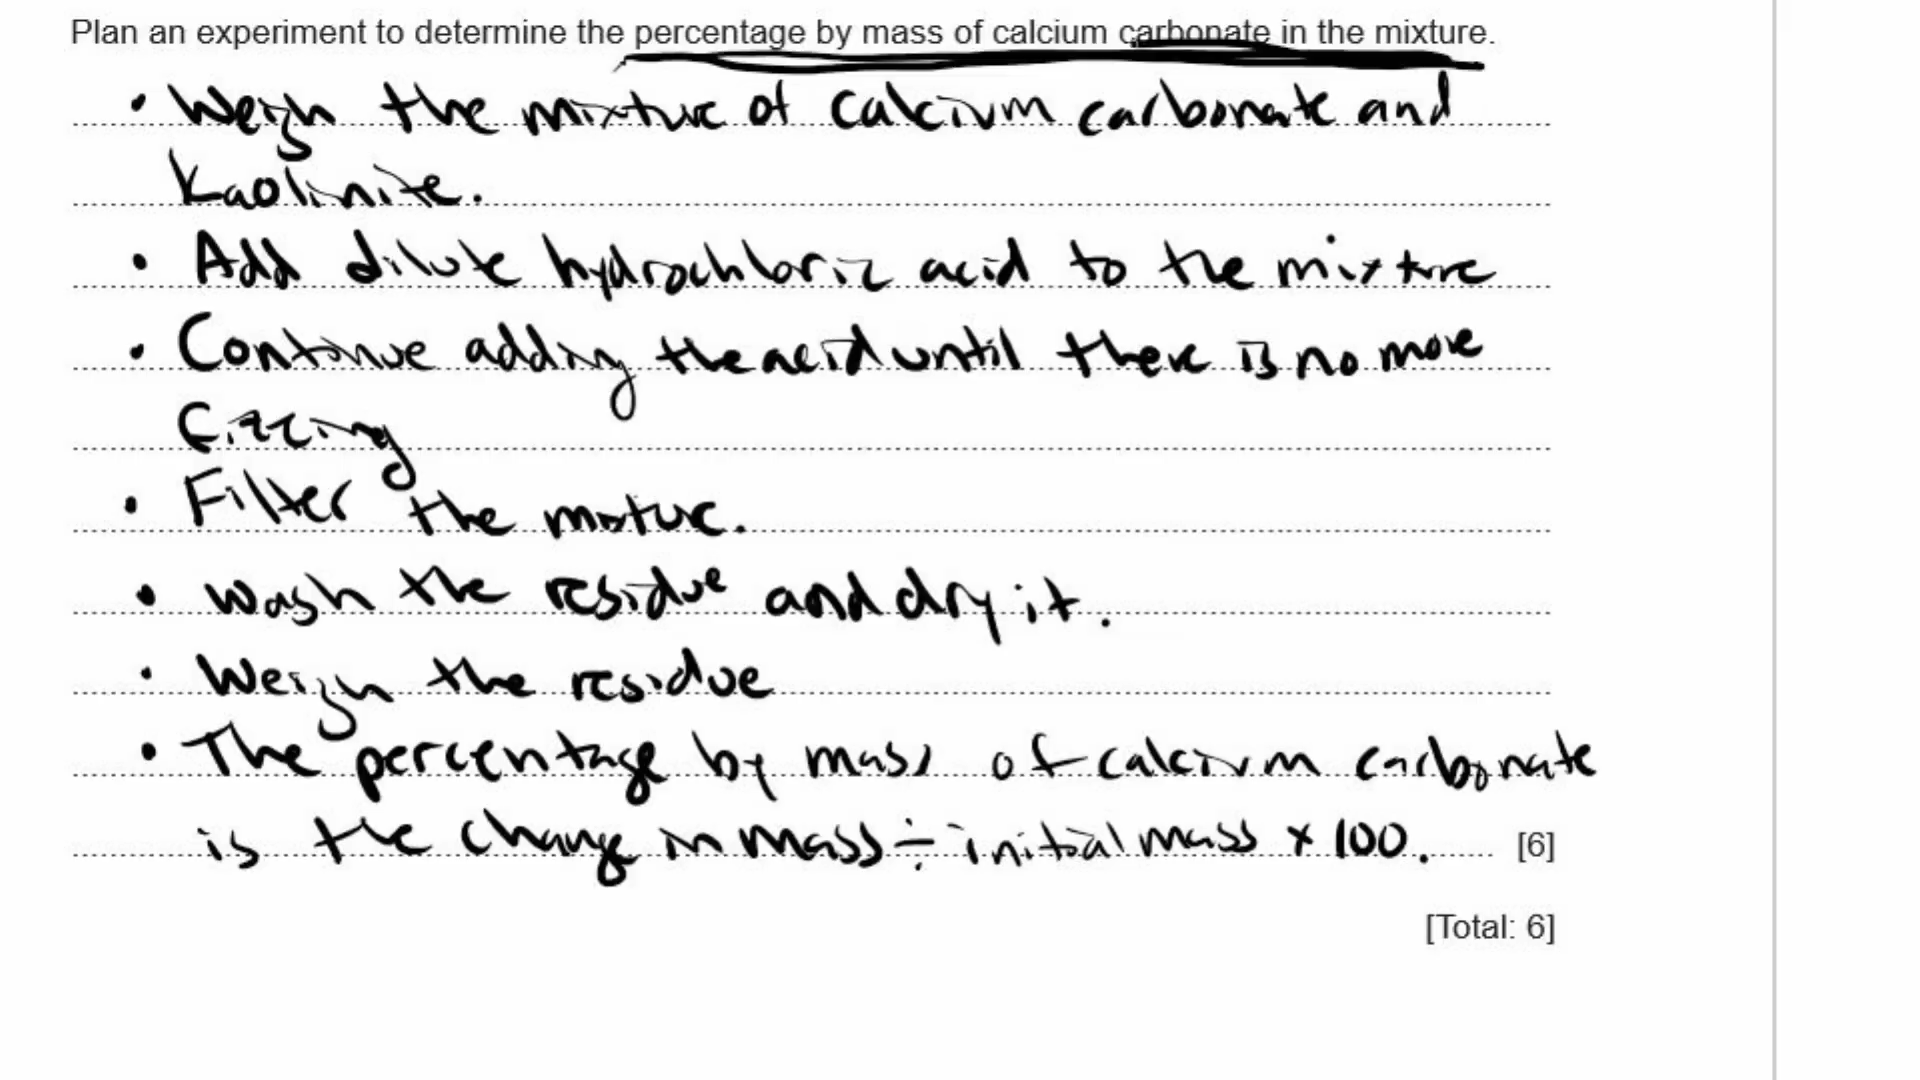 Plan an experiment to determine the percentage by mass of calcium carbonate in the mixture.
• Weigh the mixture of calcium carbonate and
kaolinite.
• Add dilute hydrochloric acid to the mixture
• Continue adding the acid until there is no more
fizzing
• Filter the mixture.
• Wash the residue and dry it.
• Weigh the residue
• The percentage by mass of calcium carbonate
is the change in mass ÷ initial mass × 100. [6]
[Total: 6]